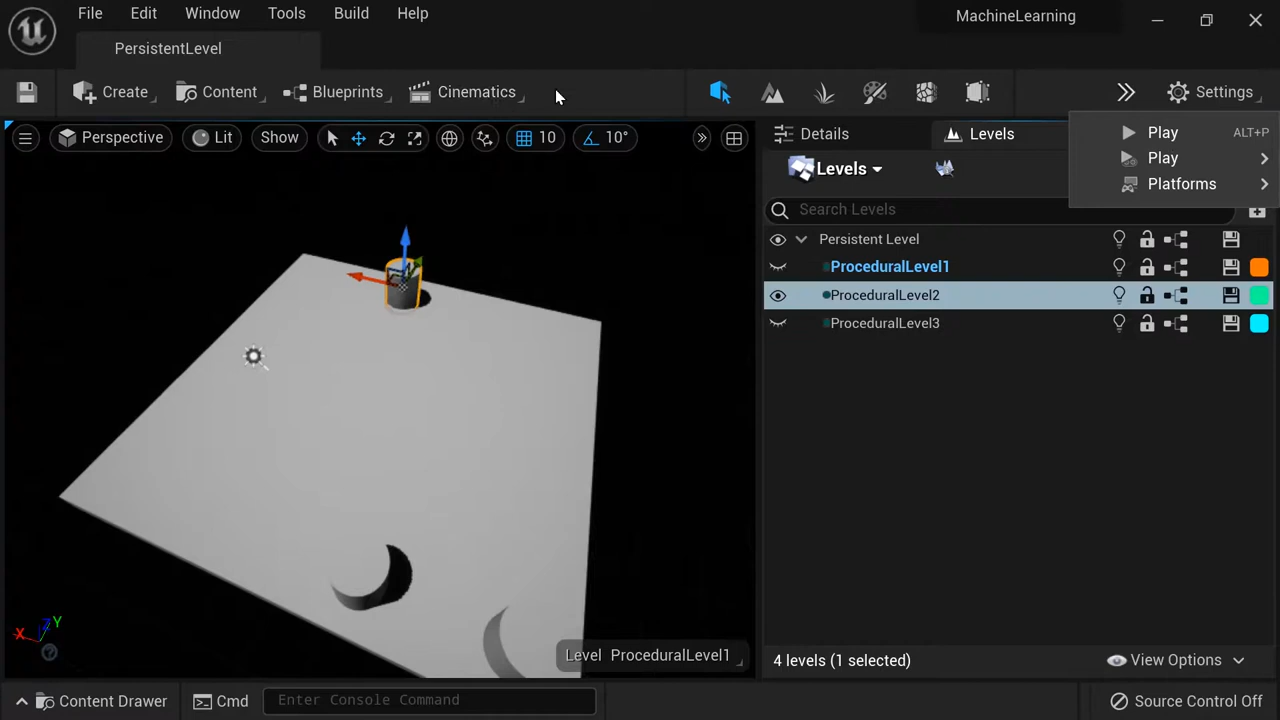 File Edit Window Tools Build Help MachineLearning
PersistentLevel
Create Content Blueprints Cinematics Settings
Perspective Lit Show 10 10° Details Levels Play ALT+P
Levels Play
Platforms
Search Levels
Persistent Level
ProceduralLevel1
ProceduralLevel2
ProceduralLevel3
X Z Y
Level ProceduralLevel1
4 levels (1 selected) View Options
Content Drawer Cmd Enter Console Command Source Control Off